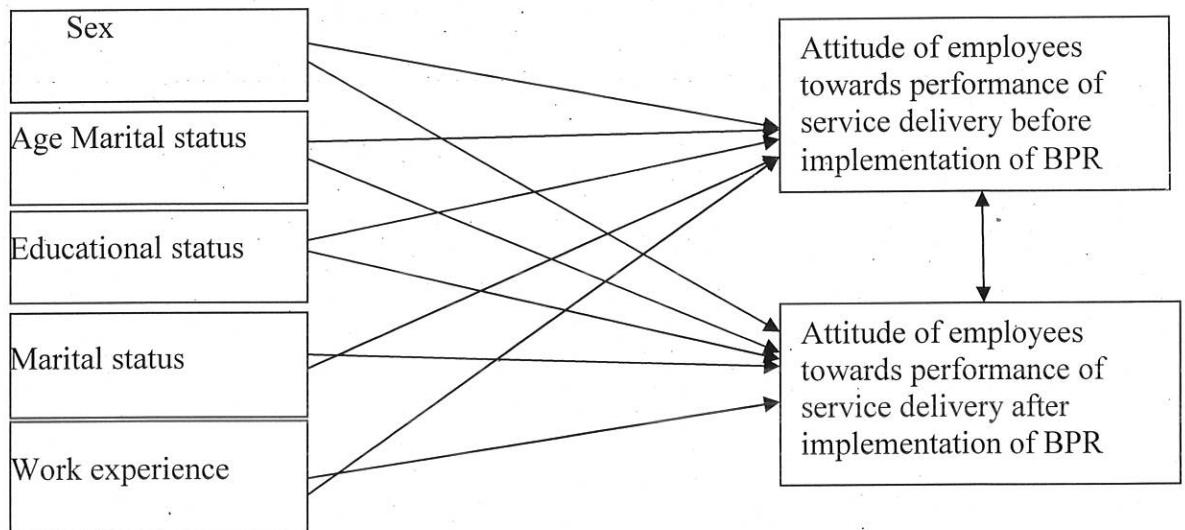 Sex
Age Marital status
Educational status
Marital status
Work experience
Attitude of employees
towards performance of
service delivery before
implementation of BPR
Attitude of employees
towards performance of
service delivery after
implementation of BPR